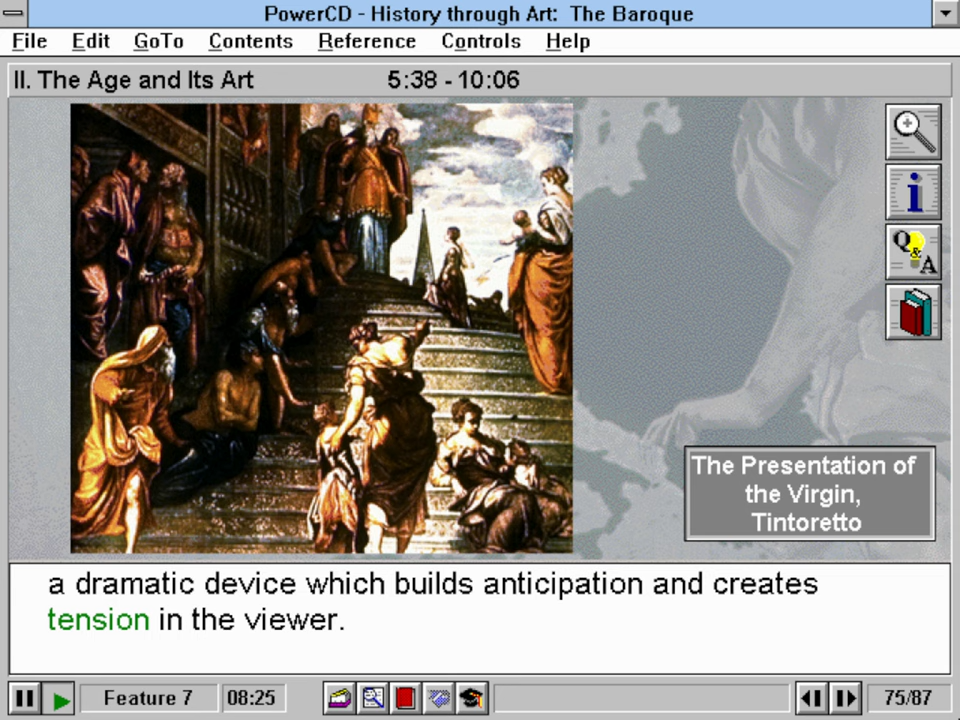 PowerCD - History through Art: The Baroque
File Edit GoTo Contents Reference Controls Help
II. The Age and Its Art 5:38 - 10:06
i
Q & A
The Presentation of
the Virgin,
Tintoretto
a dramatic device which builds anticipation and creates
tension in the viewer.
Feature 7 08:25 75/87